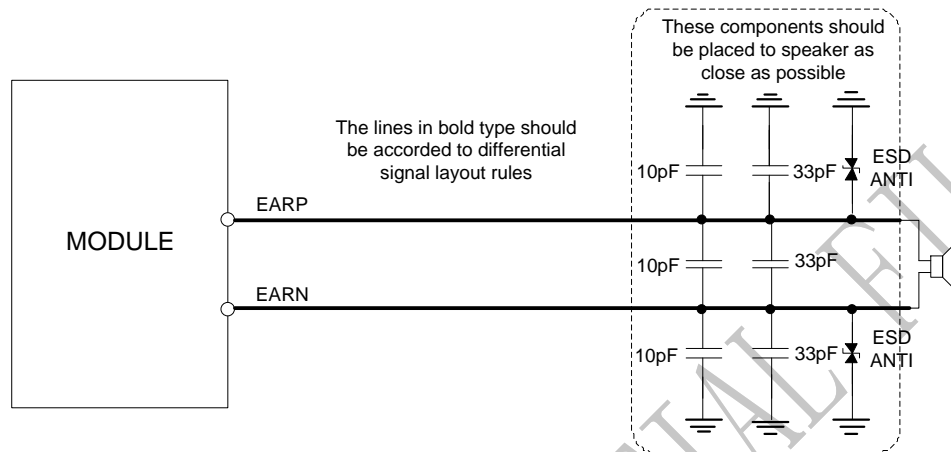 These components should
be placed to speaker as
close as possible
The lines in bold type should
be accorded to differential
signal layout rules
10pF
33pF
ESD
ANTI
EARP
MODULE
10pF
33pF
EARN
10pF
33pF
ESD
ANTI